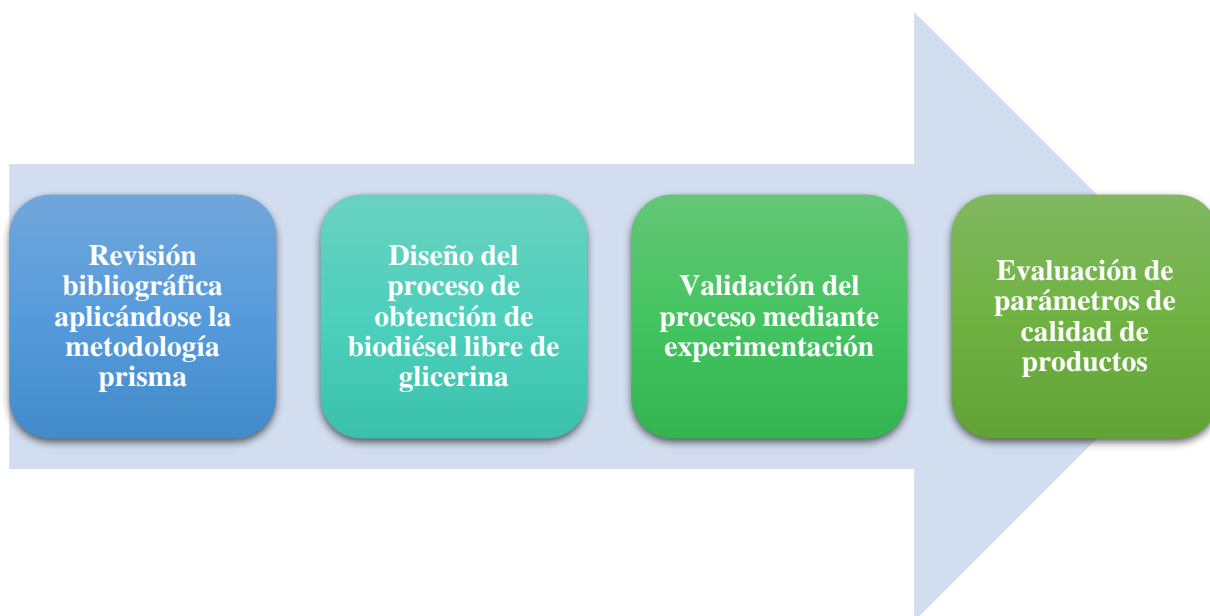 Revisión
bibliográfica
aplicándose la
metodología
prisma
Diseño del
proceso de
obtención de
biodiésel libre de
glicerina
Validación del
proceso mediante
experimentación
Evaluación de
parámetros de
calidad de
productos